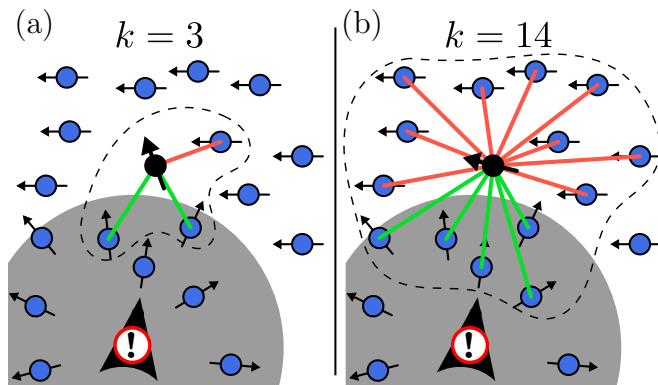 (a)
k = 3
(b)
k = 14
!
!